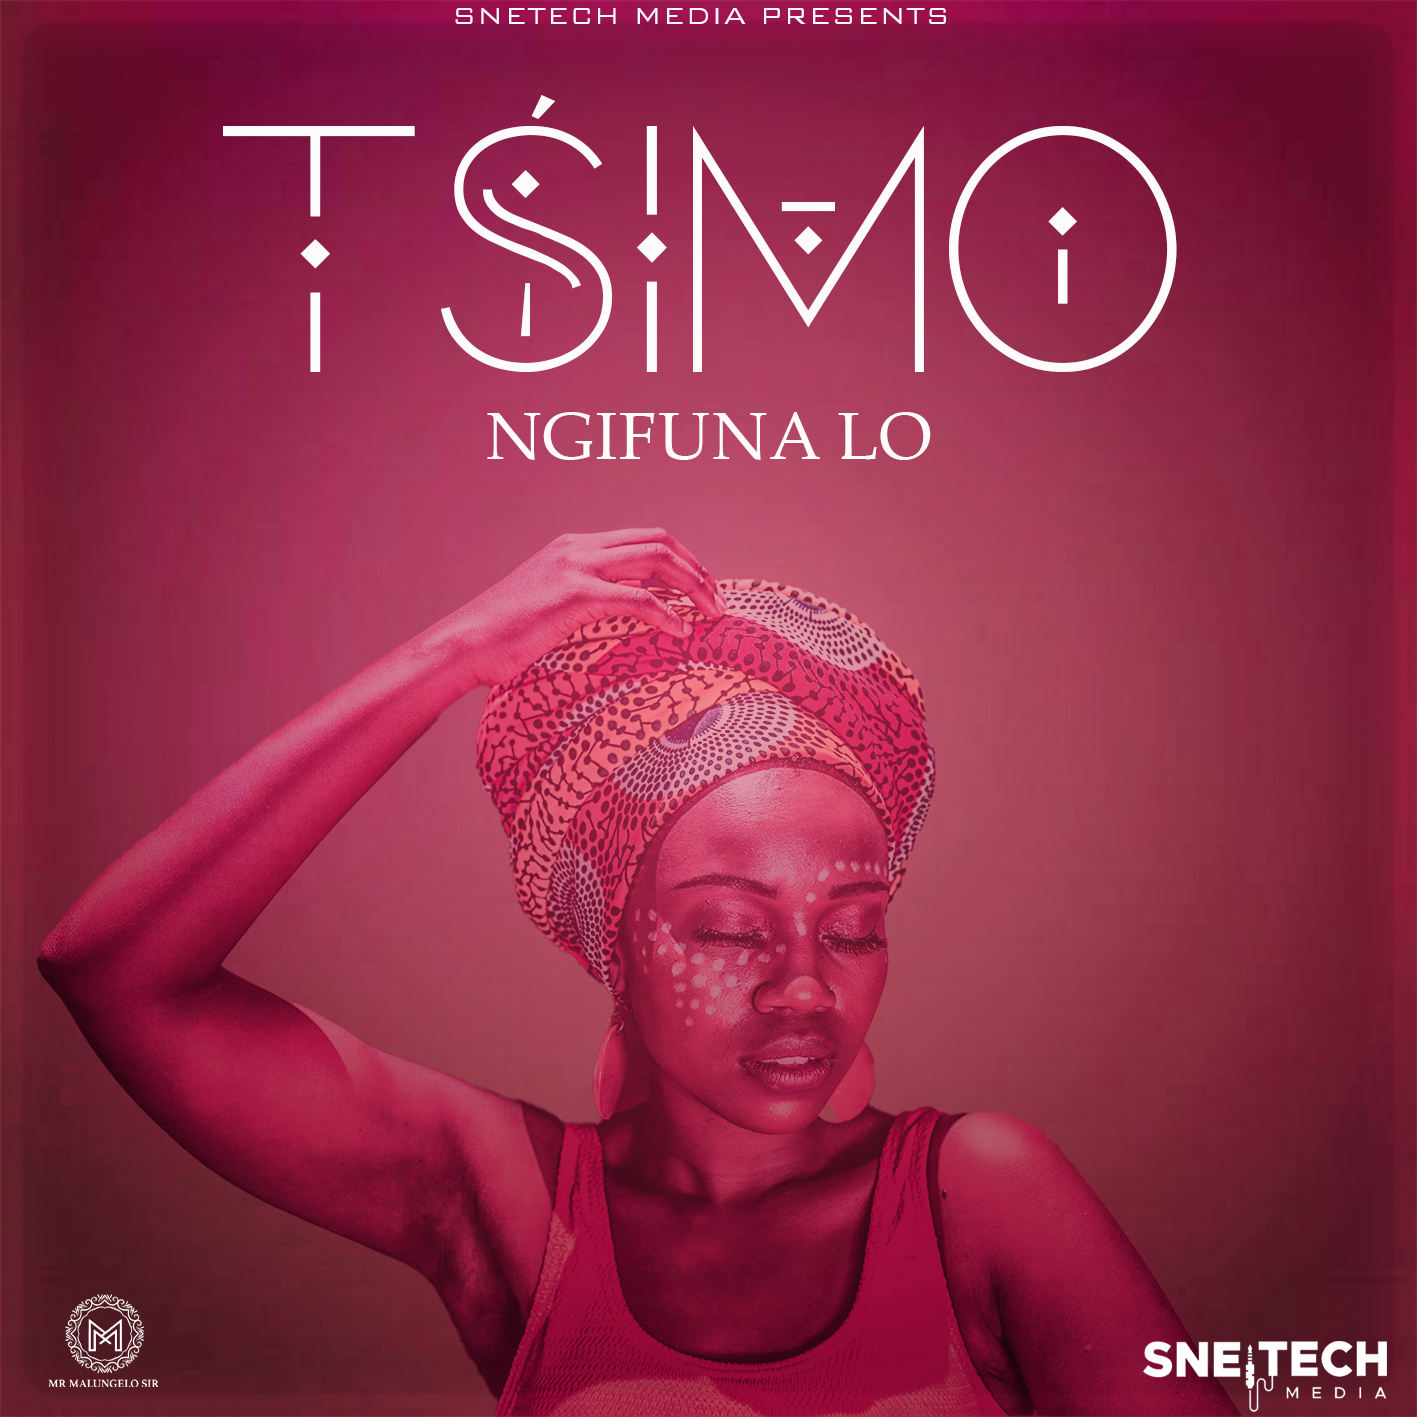 SNETECH MEDIA PRESENTS
TŚIMO
NGIFUNA LO
M
MR MALUNGELO SIR
SNETECH
MEDIA